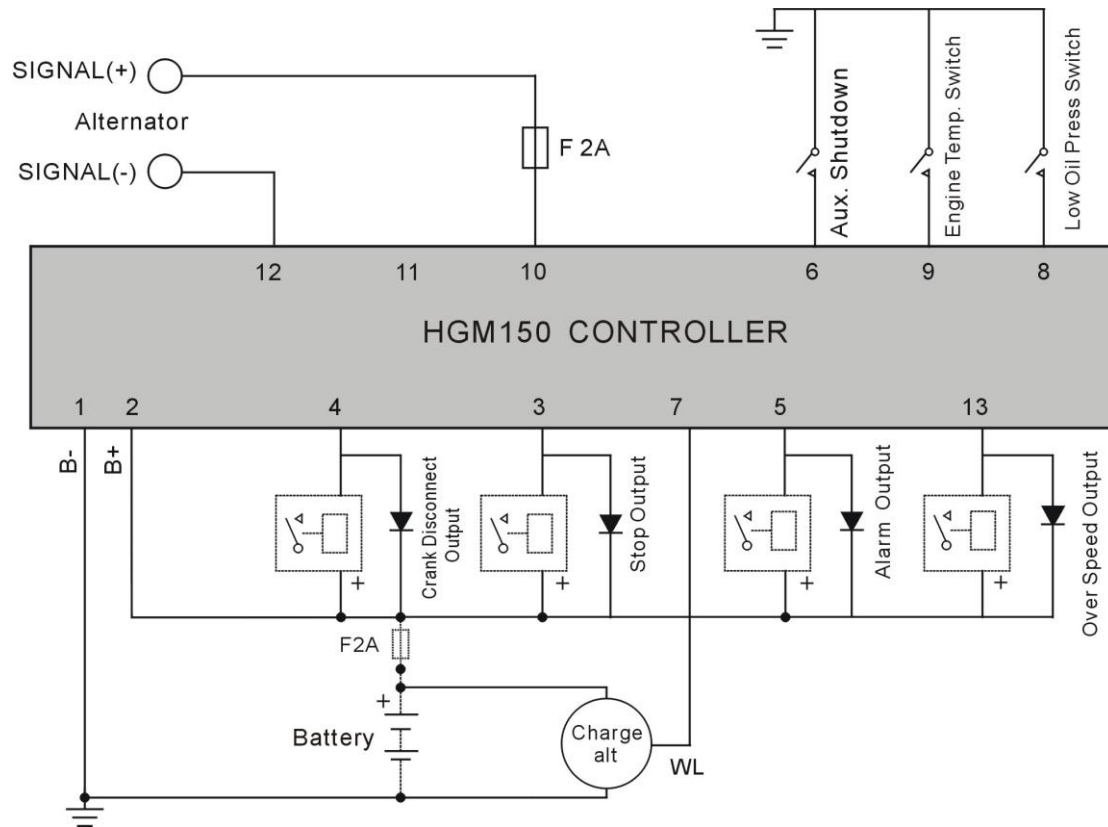 SIGNAL(+)
Alternator
SIGNAL(-)
F 2A
Aux. Shutdown
Engine Temp. Switch
Low Oil Press Switch
12
11
10
6
9
8
HGM150 CONTROLLER
1
2
4
3
7
5
13
B-
B+
Crank Disconnect
Output
Stop Output
Alarm Output
Over Speed Output
+
+
+
+
F2A
+
Battery
Charge
alt
WL